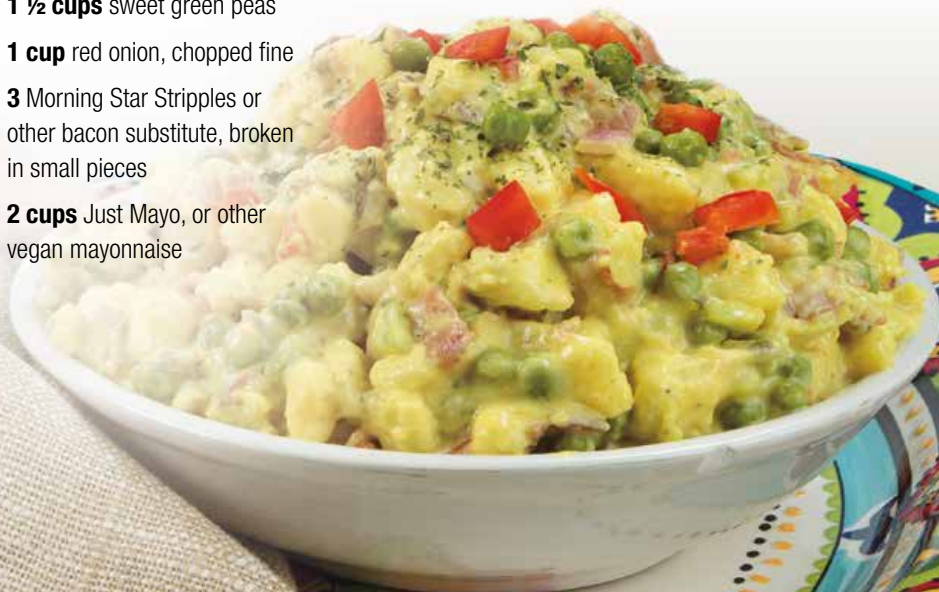 1 ½ cups sweet green peas
1 cup red onion, chopped fine
3 Morning Star Stripples or
other bacon substitute, broken
in small pieces
2 cups Just Mayo, or other
vegan mayonnaise